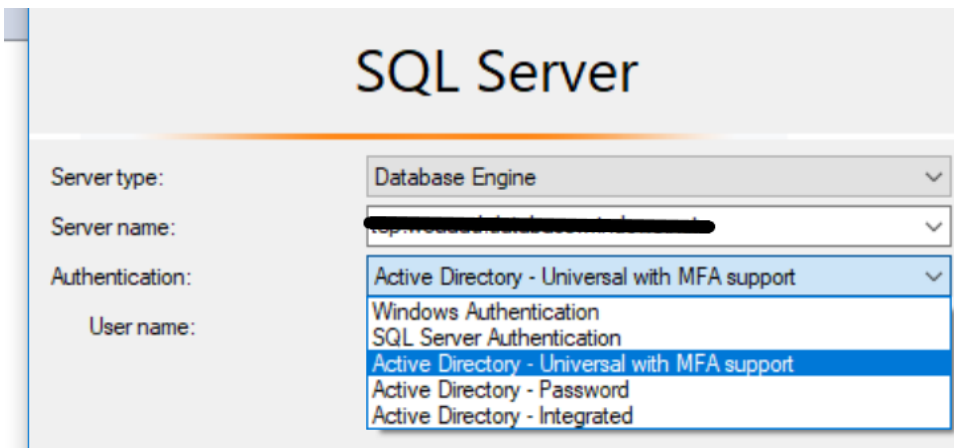 SQL Server
Server type:
Database Engine
Server name:
Authentication:
Active Directory - Universal with MFA support
User name:
Windows Authentication
SQL Server Authentication
Active Directory - Universal with MFA support
Active Directory - Password
Active Directory - Integrated